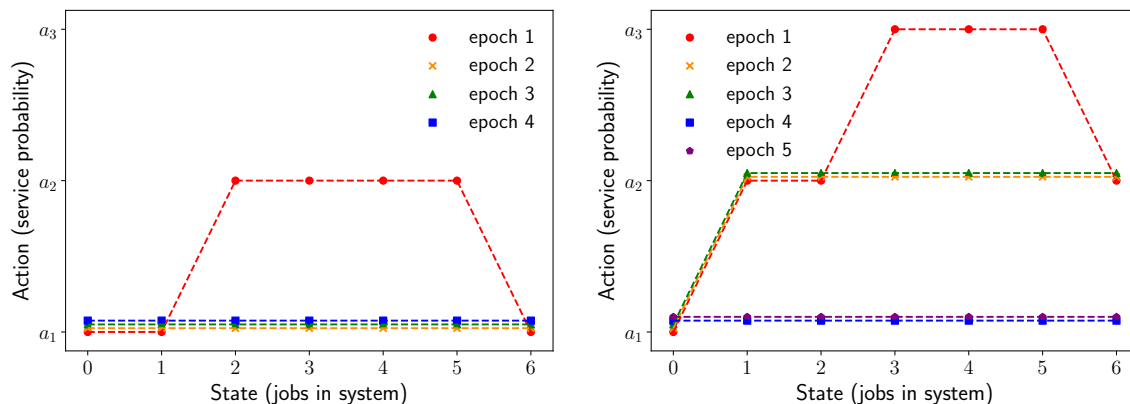 Action (service probability)
a3
a2
a1
epoch 1
epoch 2
epoch 3
epoch 4
0 1 2 3 4 5 6
State (jobs in system)
Action (service probability)
a3
a2
a1
epoch 1
epoch 2
epoch 3
epoch 4
epoch 5
0 1 2 3 4 5 6
State (jobs in system)